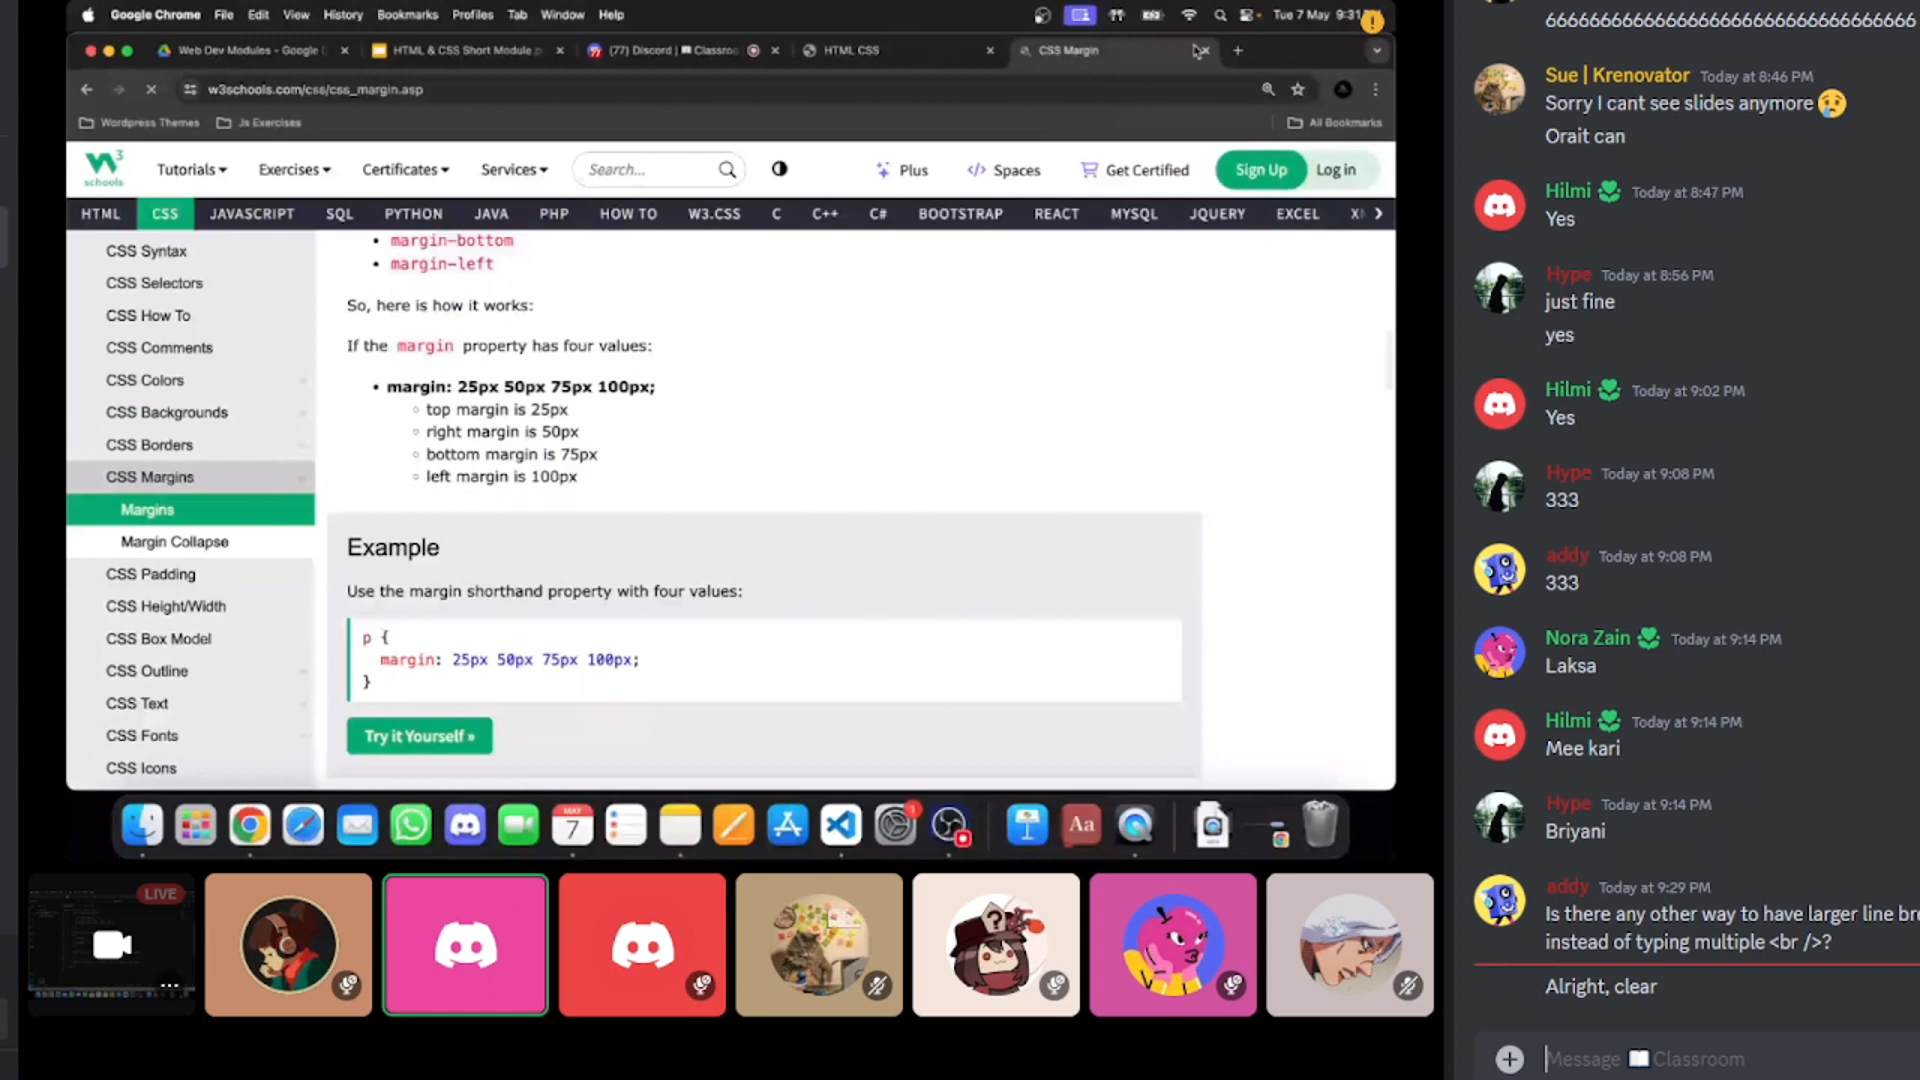 Google Chrome File Edit View History Bookmarks Profiles Tab Window Help
Tue 7 May 9:31
Web Dev Modules - Google
HTML & CSS Short Module
(77) Discord | Classro
HTML CSS
CSS Margin
w3schools.com/css/css_margin.asp
Wordpress Themes
Js Exercises
All Bookmarks
W3 schools
Tutorials
Exercises
Certificates
Services
Search...
Plus
Spaces
Get Certified
Sign Up
Log in
HTML CSS JAVASCRIPT SQL PYTHON JAVA PHP HOW TO W3.CSS C C++ C# BOOTSTRAP REACT MYSQL JQUERY EXCEL
CSS Syntax
CSS Selectors
CSS How To
CSS Comments
CSS Colors
CSS Backgrounds
CSS Borders
CSS Margins
Margins
Margin Collapse
CSS Padding
CSS Height/Width
CSS Box Model
CSS Outline
CSS Text
CSS Fonts
CSS Icons
• margin-bottom
• margin-left
So, here is how it works:
If the margin property has four values:
• margin: 25px 50px 75px 100px;
○ top margin is 25px
○ right margin is 50px
○ bottom margin is 75px
○ left margin is 100px
Example
Use the margin shorthand property with four values:
p {
margin: 25px 50px 75px 100px;
}
Try it Yourself »
MAY
7
1
Aa
LIVE
Sue | Krenovator Today at 8:46 PM
Sorry I cant see slides anymore 😢
Orait can
Hilmi Today at 8:47 PM
Yes
Hype Today at 8:56 PM
just fine
yes
Hilmi Today at 9:02 PM
Yes
Hype Today at 9:08 PM
333
addy Today at 9:08 PM
333
Nora Zain Today at 9:14 PM
Laksa
Hilmi Today at 9:14 PM
Mee kari
Hype Today at 9:14 PM
Briyani
addy Today at 9:29 PM
Is there any other way to have larger line bre
instead of typing multiple <br />?
Alright, clear
Message 📖 Classroom